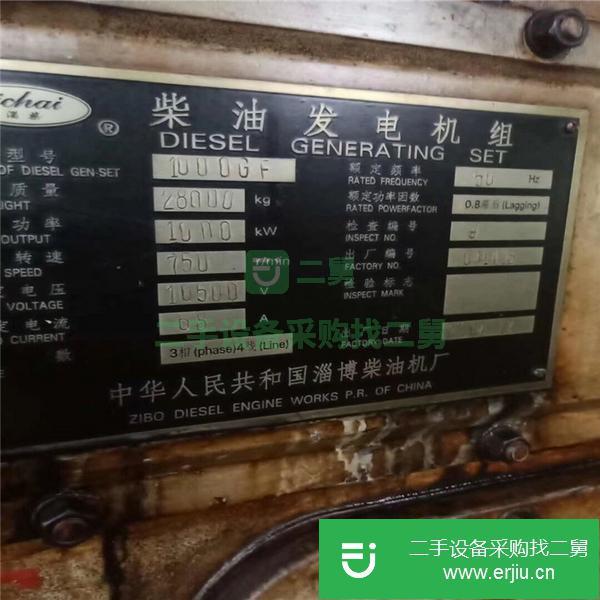 ichai
淄柴
®
柴油发电机组
DIESEL GENERATING SET
型号
OF DIESEL GEN-SET
1000GF
质量
IGHT
28000 kg
功率
OUTPUT
1000 kW
转速
SPEED
750 r/min
定电压
VOLTAGE
10500 V
定电流
D CURRENT
A
数
3相(phase)4线(Line)
额定频率
RATED FREQUENCY
50 Hz
额定功率因数
RATED POWERFACTOR
0.8滞后(Lagging)
检查编号
INSPECT NO.
出厂编号
FACTORY NO.
检验标志
INSPECT MARK
日期
FACTORY DATE
中华人民共和国淄博柴油机厂
ZIBO DIESEL ENGINE WORKS P.R. OF CHINA
二舅
二手设备采购找二舅
二手设备采购找二舅
www.erjiu.cn